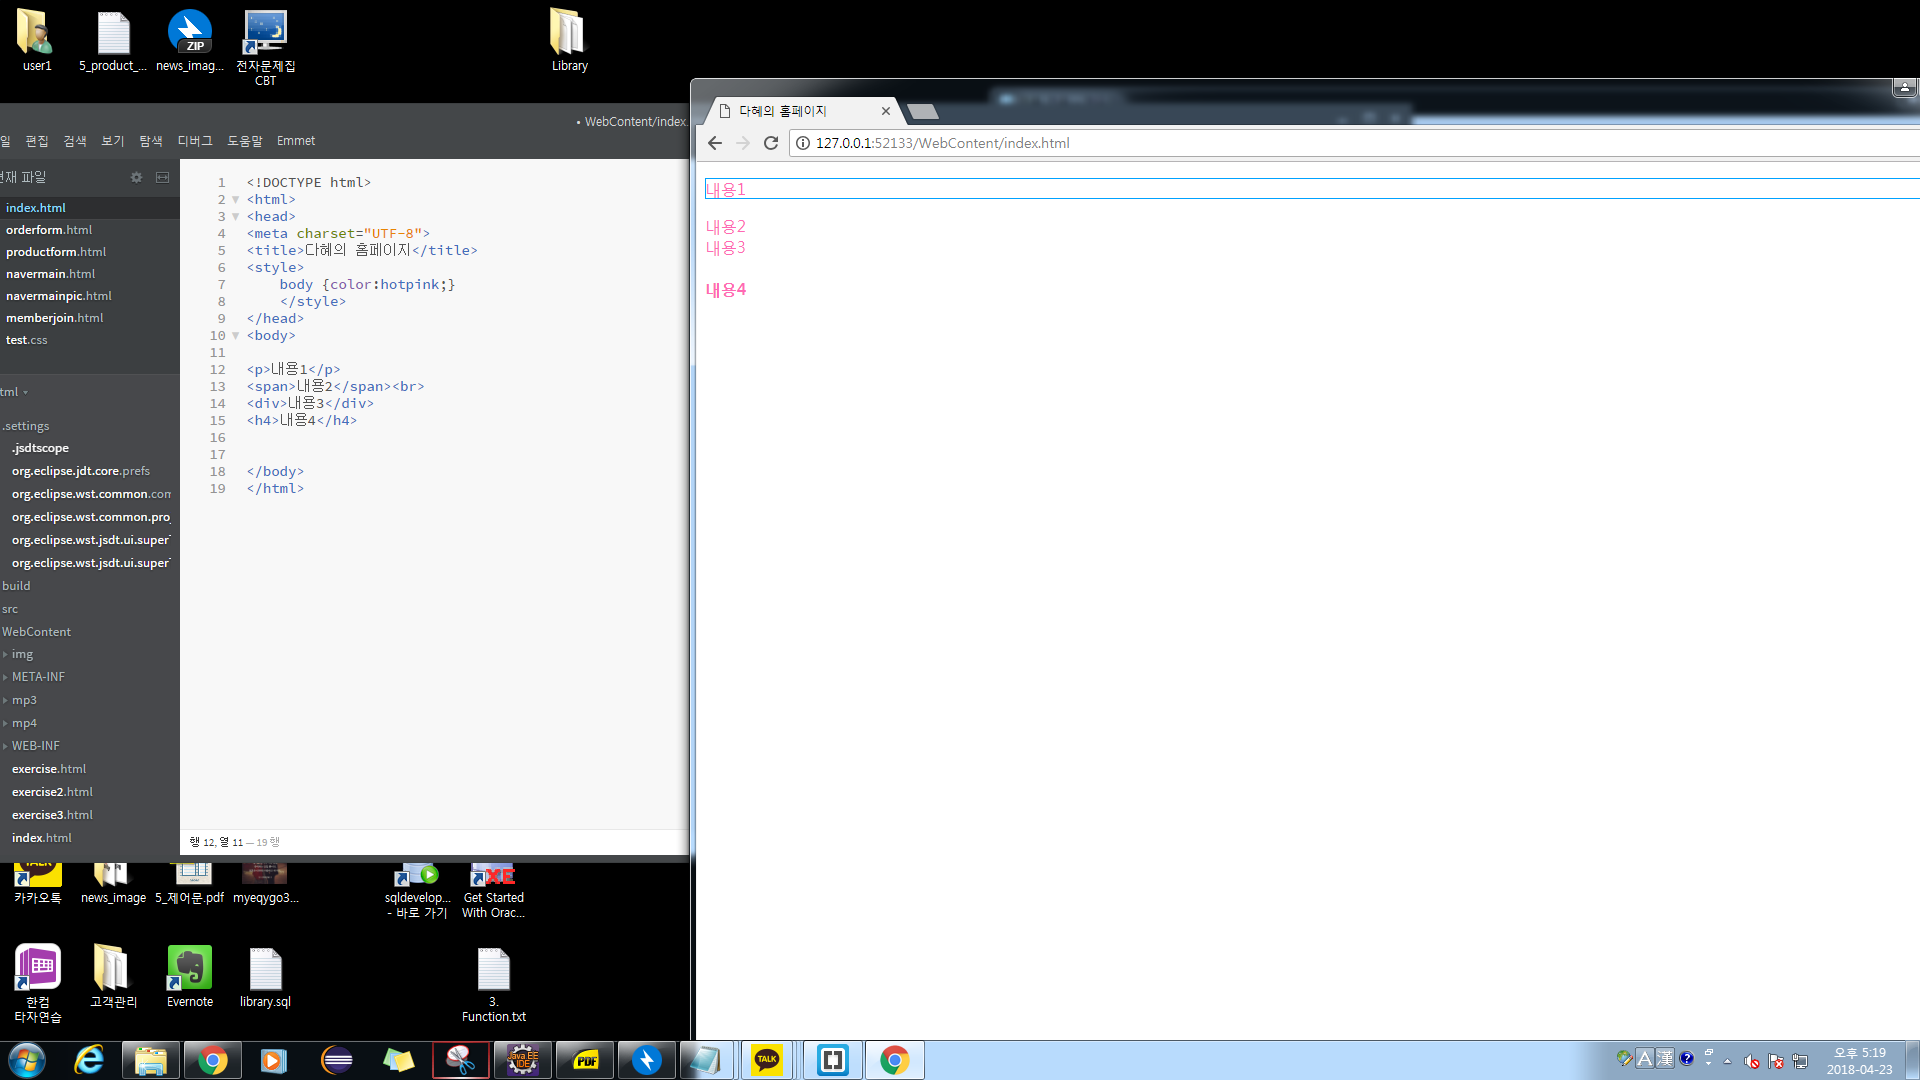 user1
5_product_...
news_imag...
ZIP
전자문제집
CBT
Library
• WebContent/index.
일 편집 검색 보기 탐색 디버그 도움말 Emmet
현재 파일
index.html
orderform.html
productform.html
navermain.html
navermainpic.html
memberjoin.html
test.css
tml
.settings
.jsdtscope
org.eclipse.jdt.core.prefs
org.eclipse.wst.common.com
org.eclipse.wst.common.pro
org.eclipse.wst.jsdt.ui.super
org.eclipse.wst.jsdt.ui.super
build
src
WebContent
img
META-INF
mp3
mp4
WEB-INF
exercise.html
exercise2.html
exercise3.html
index.html
1 <!DOCTYPE html>
2 <html>
3 <head>
4 <meta charset="UTF-8">
5 <title>다혜의 홈페이지</title>
6 <style>
7 body {color:hotpink;}
8 </style>
9 </head>
10 <body>
11
12 <p>내용1</p>
13 <span>내용2</span><br>
14 <div>내용3</div>
15 <h4>내용4</h4>
16
17
18 </body>
19 </html>
행 12, 열 11 — 19 행
다혜의 홈페이지
127.0.0.1:52133/WebContent/index.html
내용1
내용2
내용3
내용4
TALK
XE
카카오톡
news_image
5_제어문.pdf
myeqygo3...
sqldevelop...
- 바로 가기
Get Started
With Orac...
한컴
타자연습
고객관리
Evernote
library.sql
3.
Function.txt
Java EE
IDE
PDF
TALK
A 漢
오후 5:19
2018-04-23